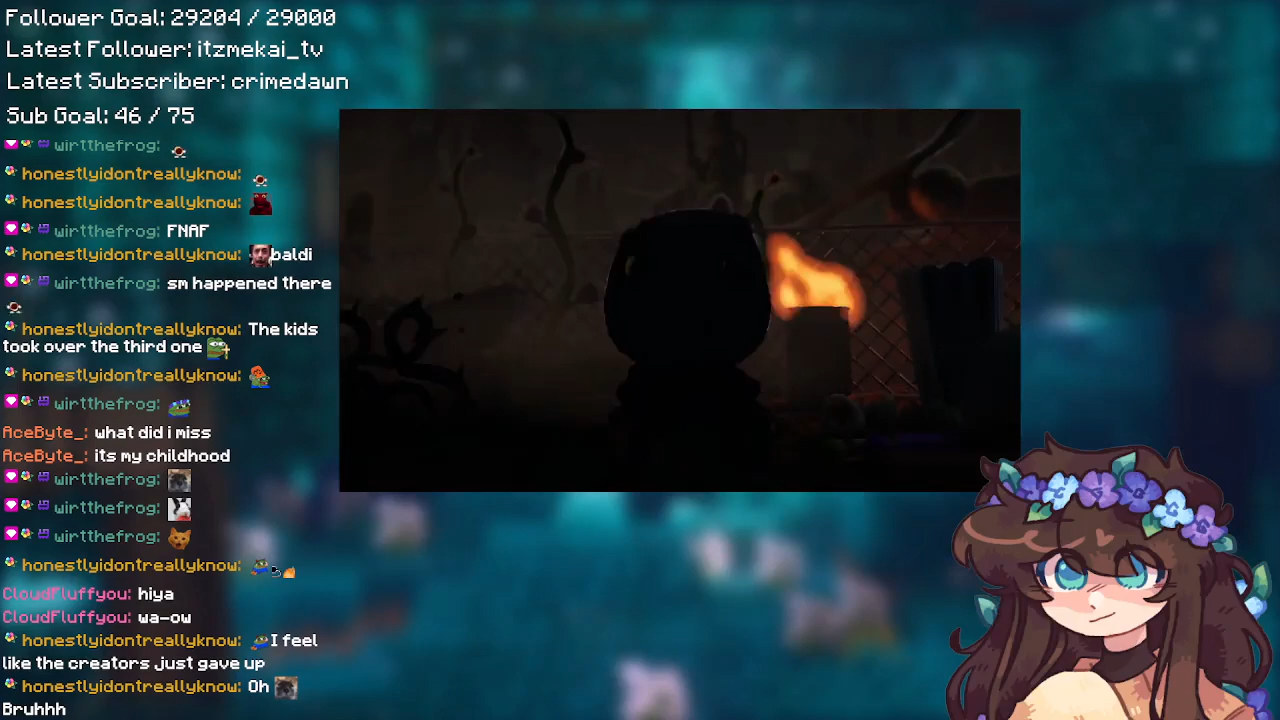 Follower Goal: 29204 / 29000
Latest Follower: itzmekai_tv
Latest Subscriber: crimedawn
Sub Goal: 46 / 75
wirtthefrog:
honestlyidontreallyknow:
honestlyidontreallyknow:
wirtthefrog: FNAF
honestlyidontreallyknow: baldi
wirtthefrog: sm happened there
honestlyidontreallyknow: The kids
took over the third one
honestlyidontreallyknow:
wirtthefrog:
AceByte_: what did i miss
AceByte_: its my childhood
wirtthefrog:
wirtthefrog:
wirtthefrog:
honestlyidontreallyknow:
CloudFluffyou: hiya
CloudFluffyou: wa-ow
honestlyidontreallyknow: I feel
like the creators just gave up
honestlyidontreallyknow: Oh
Bruhhh